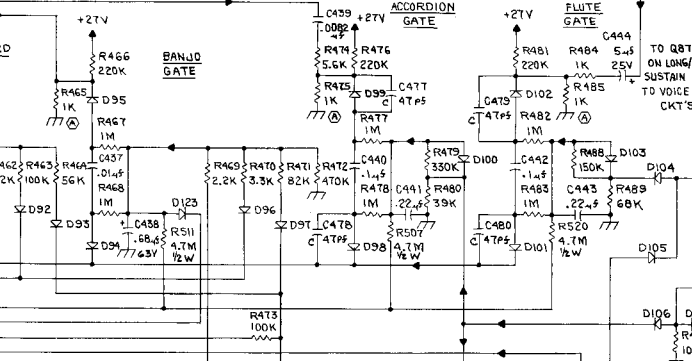 ACCORDION
GATE
FLUTE
GATE
BANJO
GATE
+27V
+27V
+27V
C439
.0082
µf
R474
5.6K
R476
220K
R475
1K
A
D99
C477
47pf
C
R477
1M
C440
.1µf
R478
1M
C441
.22µf
C478
47pf
C
D98
R507
4.7M
1/2W
R479
330K
D100
R480
39K
R466
220K
R465
1K
A
D95
R467
1M
C437
.01µf
R468
1M
R463
100K
R464
56K
D92
D93
D94
+
C438
.68µf
63V
D123
R511
4.7M
1/2W
R469
2.2K
R470
3.3K
R471
82K
R472
470K
D96
D97
R473
100K
R481
220K
R484
1K
C444
5µf
25V
+
R485
1K
A
D102
C479
47pf
C
R482
1M
C442
.1µf
R483
1M
C443
.22µf
C480
47pf
C
D101
R520
4.7M
1/2W
R488
150K
D103
D104
R489
68K
D105
D106
TO Q87
ON LONG/
SUSTAIN
TO VOICE
CKT'S